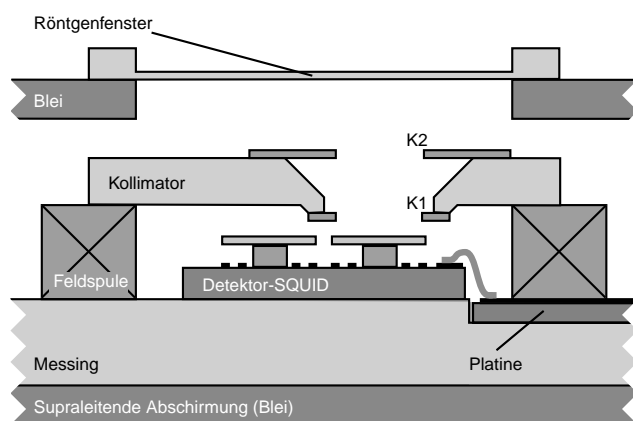 Röntgenfenster
Blei
K2
Kollimator
K1
Feldspule
Detektor-SQUID
Messing
Platine
Supraleitende Abschirmung (Blei)